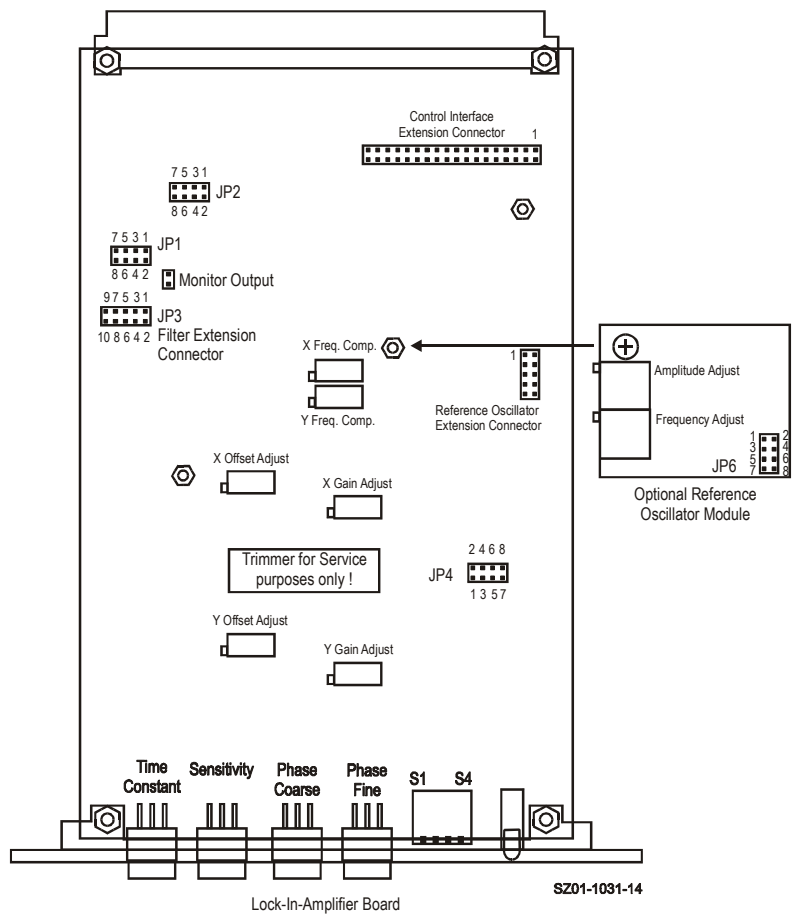 Control Interface
Extension Connector 1
7 5 3 1
JP2
8 6 4 2
7 5 3 1
JP1
8 6 4 2
Monitor Output
9 7 5 3 1
JP3
10 8 6 4 2
Filter Extension
Connector
X Freq. Comp.
Y Freq. Comp.
1
Reference Oscillator
Extension Connector
Amplitude Adjust
Frequency Adjust
1 2
3 4
5 6
7 8
JP6
Optional Reference
Oscillator Module
X Offset Adjust
X Gain Adjust
Trimmer for Service
purposes only !
2 4 6 8
JP4
1 3 5 7
Y Offset Adjust
Y Gain Adjust
Time
Constant
Sensitivity
Phase
Coarse
Phase
Fine
S1 S4
SZ01-1031-14
Lock-In-Amplifier Board